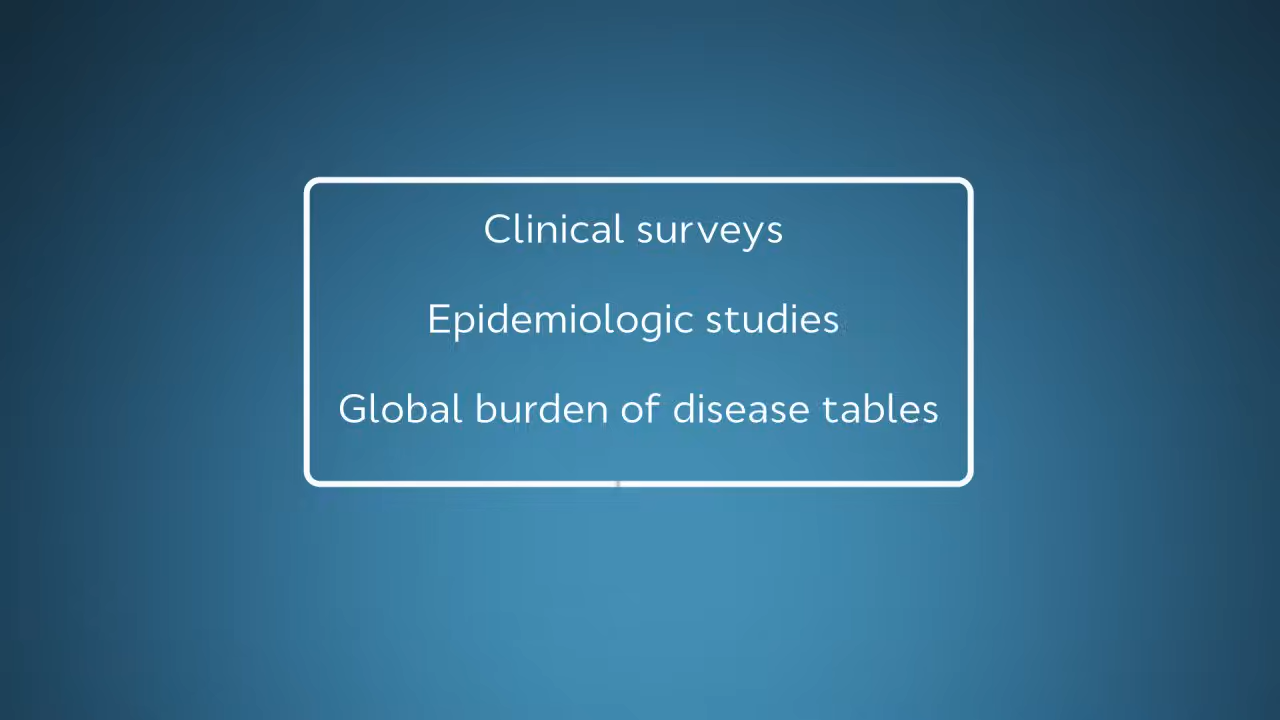 Clinical surveys
Epidemiologic studies
Global burden of disease tables